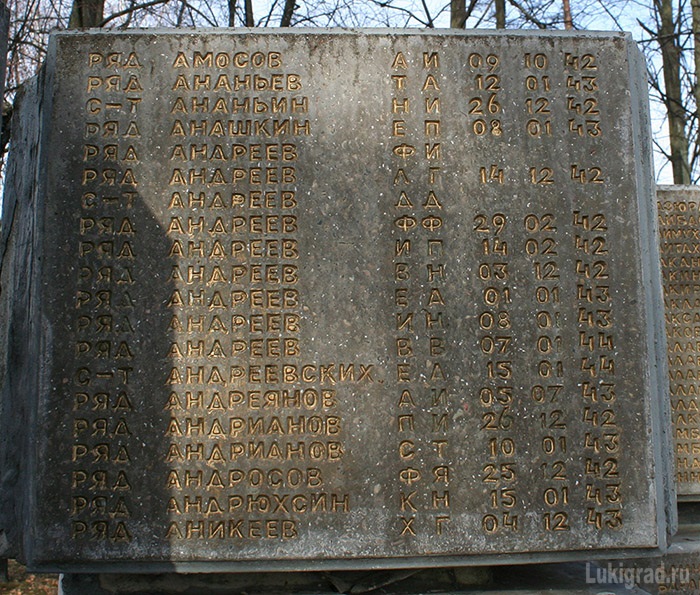 РЯД АМОСОВ А И 09 10 42
РЯД АНАНЬЕВ Т А 12 01 43
С-Т АНАНЬИН Н И 26 12 42
РЯД АНАШКИН Е П 08 01 43
РЯД АНДРЕЕВ Ф И
РЯД АНДРЕЕВ Л Г 14 12 42
С-Т АНДРЕЕВ Д Д
РЯД АНДРЕЕВ Ф Ф 29 02 42
РЯД АНДРЕЕВ И П 14 02 42
РЯД АНДРЕЕВ В Н 03 12 42
РЯД АНДРЕЕВ Е А 01 01 43
РЯД АНДРЕЕВ И Н 08 01 43
РЯД АНДРЕЕВ В В 07 01 44
С-Т АНДРЕЕВСКИХ Е Д 15 01 44
РЯД АНДРЕЯНОВ А И 05 07 43
РЯД АНДРИАНОВ П И 26 12 42
РЯД АНДРИАНОВ С Т 10 01 43
РЯД АНДРОСОВ Ф Я 25 12 42
РЯД АНДРЮХСИН К Н 15 01 43
РЯД АНИКЕЕВ Х Г 04 12 43
Lukigrad.ru